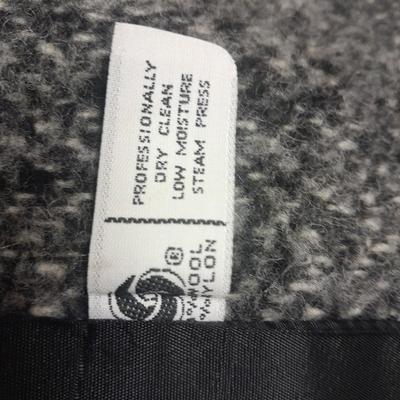 PROFESSIONALLY
DRY CLEAN
LOW MOISTURE
STEAM PRESS
®
%WOOL
%NYLON